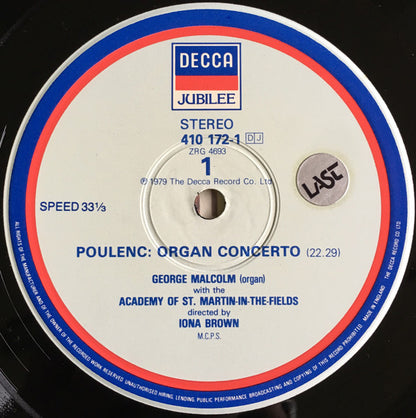 DECCA
JUBILEE
STEREO
410 172-1 DJ
ZRG 4693
1
℗ 1979 The Decca Record Co. Ltd
LASE
SPEED 33⅓
POULENC: ORGAN CONCERTO (22.29)
GEORGE MALCOLM (organ)
with the
ACADEMY OF ST. MARTIN-IN-THE-FIELDS
directed by
IONA BROWN
M.C.P.S.
ALL RIGHTS OF THE MANUFACTURER AND OF THE OWNER OF THE RECORDED WORK RESERVED. UNAUTHORISED HIRING, LENDING, PUBLIC PERFORMANCE, BROADCASTING AND COPYING OF THIS RECORD PROHIBITED. MADE IN ENGLAND. THE DECCA RECORD CO LTD